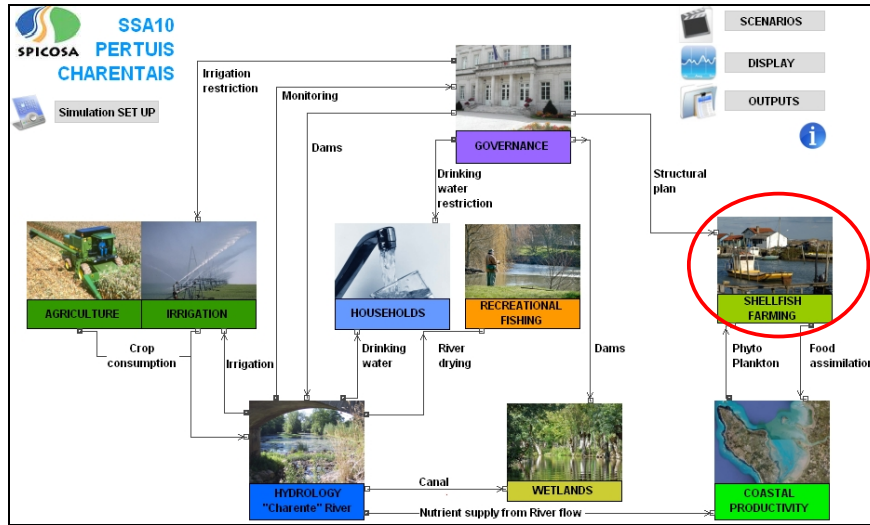 SPICOSA
SSA10
PERTUIS
CHARENTAIS
Simulation SET UP
SCENARIOS
DISPLAY
OUTPUTS
i
Irrigation
restriction
Monitoring
Dams
GOVERNANCE
Drinking
water
restriction
Structural
plan
AGRICULTURE
IRRIGATION
HOUSEHOLDS
RECREATIONAL
FISHING
SHELLFISH
FARMING
Crop
consumption
Irrigation
Drinking
water
River
drying
Dams
Phyto
Plankton
Food
assimilation
HYDROLOGY
"Charente" River
Canal
WETLANDS
COASTAL
PRODUCTIVITY
Nutrient supply from River flow